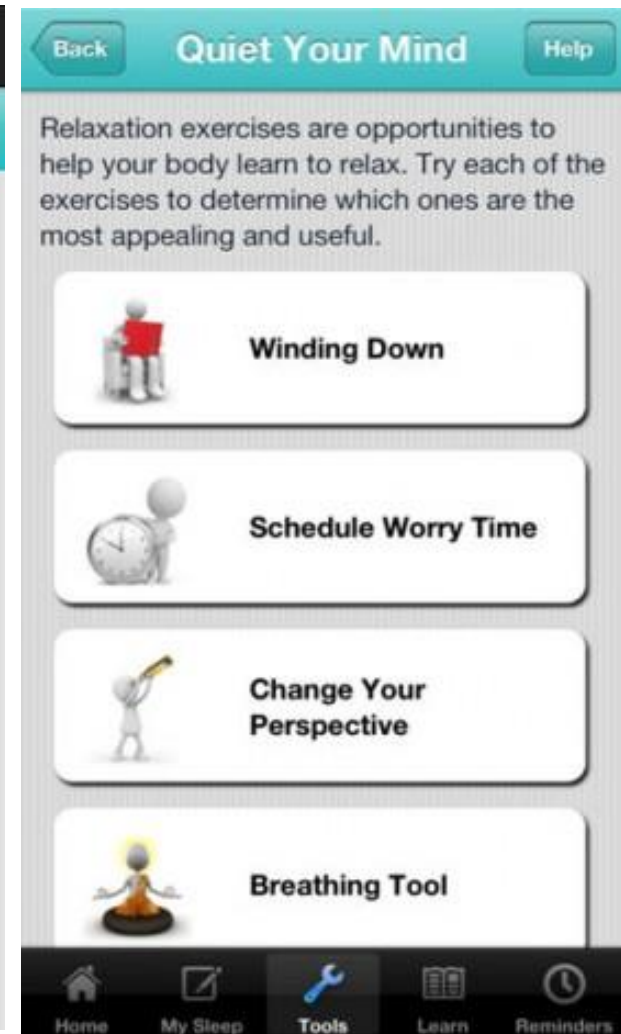 Back Quiet Your Mind Help
Relaxation exercises are opportunities to
help your body learn to relax. Try each of the
exercises to determine which ones are the
most appealing and useful.
Winding Down
Schedule Worry Time
Change Your
Perspective
Breathing Tool
Home My Sleep Tools Learn Reminders